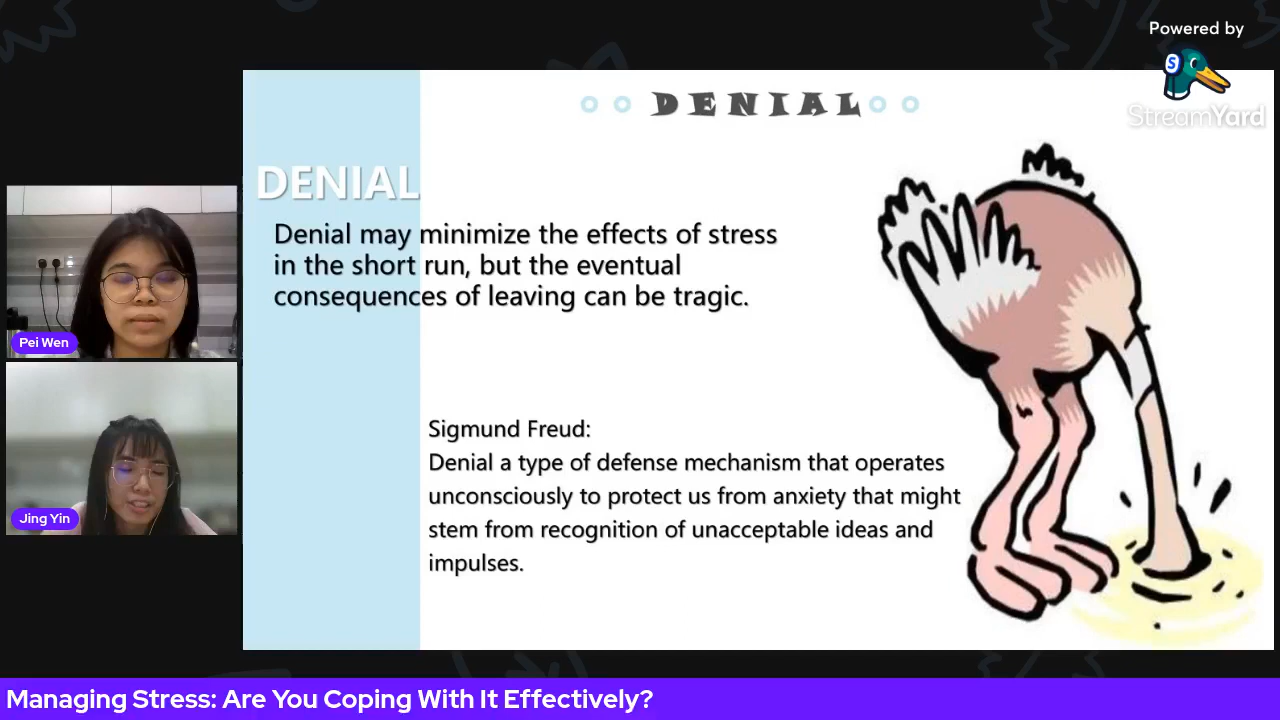 Powered by
StreamYard
DENIAL
DENIAL
Denial may minimize the effects of stress
in the short run, but the eventual
consequences of leaving can be tragic.
Sigmund Freud:
Denial a type of defense mechanism that operates
unconsciously to protect us from anxiety that might
stem from recognition of unacceptable ideas and
impulses.
Pei Wen
Jing Yin
Managing Stress: Are You Coping With It Effectively?